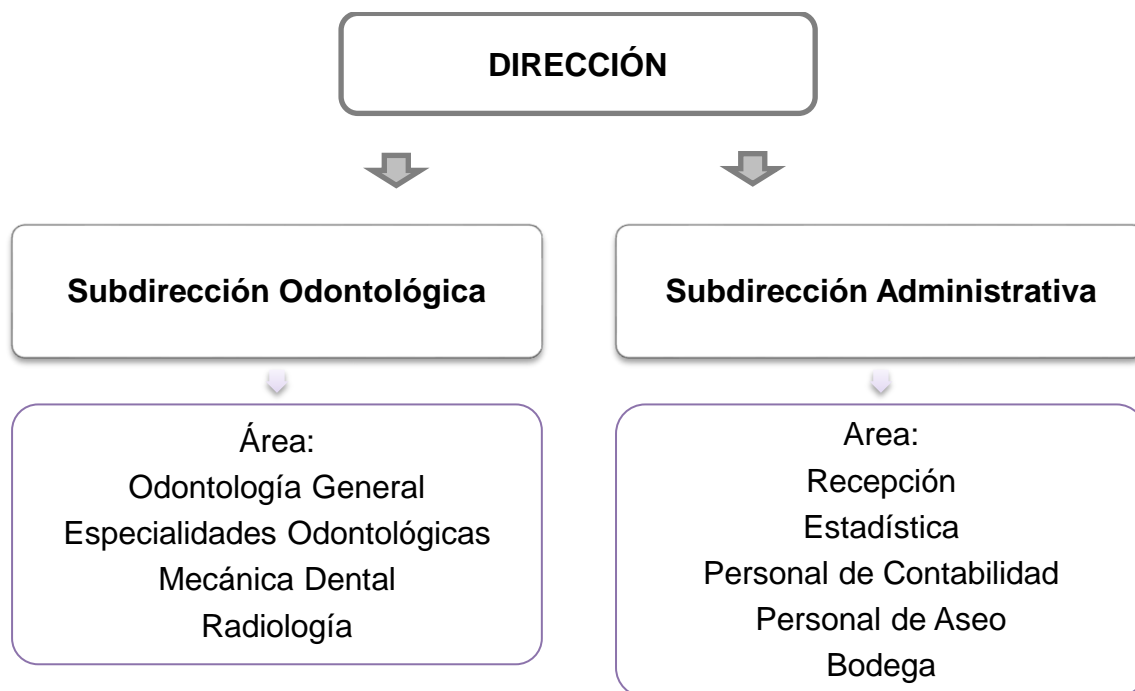 DIRECCIÓN
Subdirección Odontológica
Subdirección Administrativa
Área:
Odontología General
Especialidades Odontológicas
Mecánica Dental
Radiología
Area:
Recepción
Estadística
Personal de Contabilidad
Personal de Aseo
Bodega